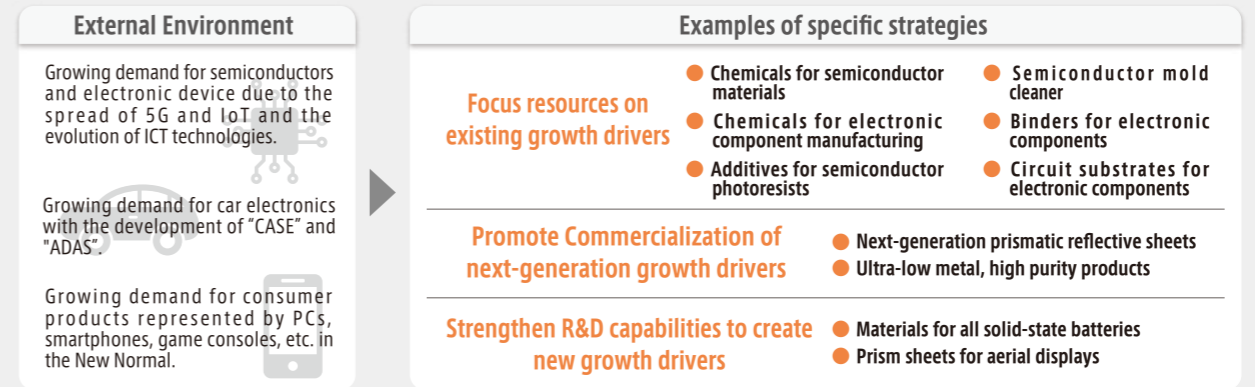 External Environment
Growing demand for semiconductors
and electronic device due to the
spread of 5G and IoT and the
evolution of ICT technologies.
Growing demand for car electronics
with the development of “CASE” and
"ADAS”.
Growing demand for consumer
products represented by PCs,
smartphones, game consoles, etc. in
the New Normal.
Examples of specific strategies
Focus resources on
existing growth drivers
Chemicals for semiconductor
materials
Chemicals for electronic
component manufacturing
Additives for semiconductor
photoresists
Semiconductor mold
cleaner
Binders for electronic
components
Circuit substrates for
electronic components
Promote Commercialization of
next-generation growth drivers
Next-generation prismatic reflective sheets
Ultra-low metal, high purity products
Strengthen R&D capabilities to create
new growth drivers
Materials for all solid-state batteries
Prism sheets for aerial displays